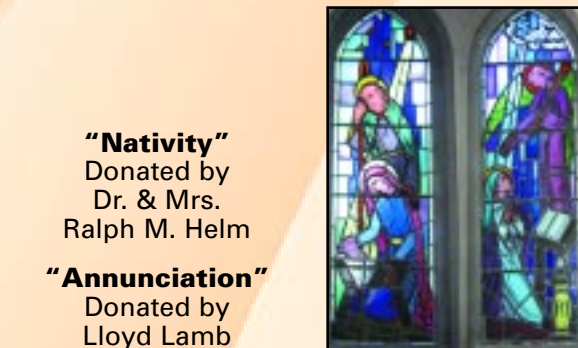 “Nativity”
Donated by
Dr. & Mrs.
Ralph M. Helm
“Annunciation”
Donated by
Lloyd Lamb